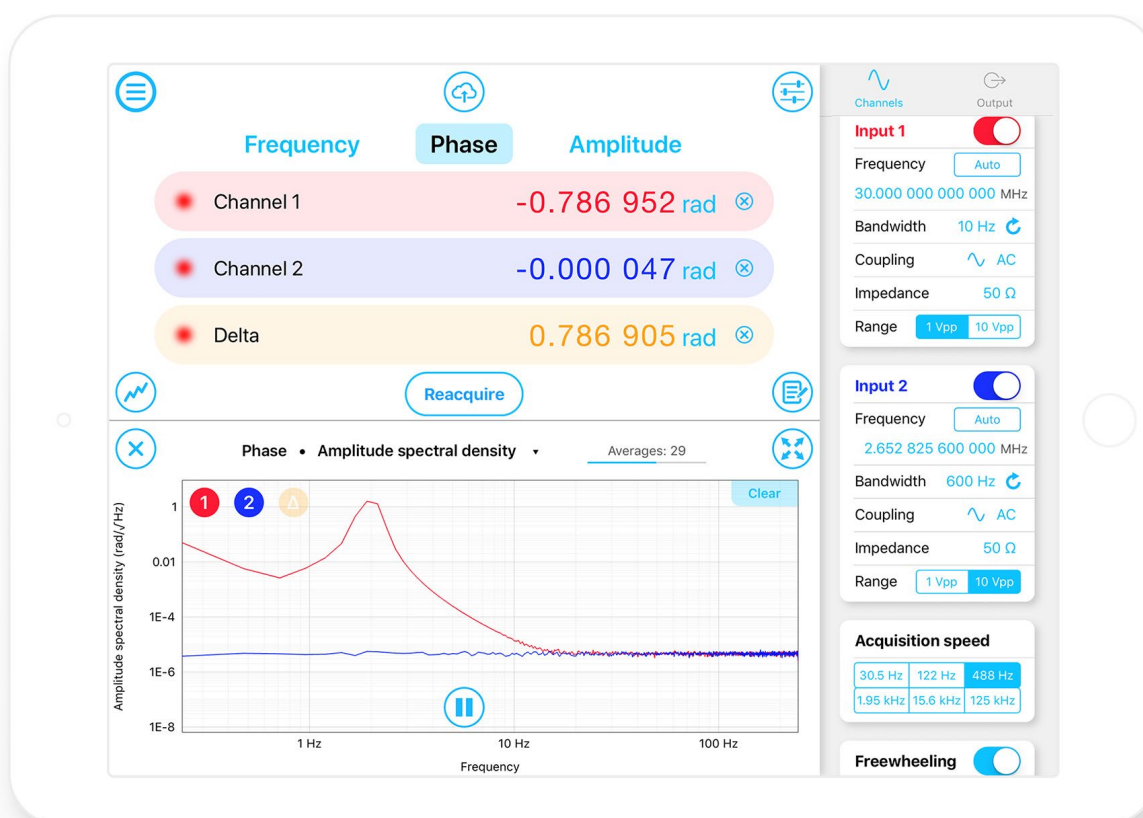 Frequency Phase Amplitude
Channel 1 -0.786 952 rad
Channel 2 -0.000 047 rad
Delta 0.786 905 rad
Reacquire
Phase • Amplitude spectral density ▾ Averages: 29
1 2 Δ Clear
Amplitude spectral density (rad/√Hz)
1
0.01
1E-4
1E-6
1E-8
1 Hz 10 Hz 100 Hz
Frequency
Channels Output
Input 1
Frequency Auto
30.000 000 000 000 MHz
Bandwidth 10 Hz
Coupling AC
Impedance 50 Ω
Range 1 Vpp 10 Vpp
Input 2
Frequency Auto
2.652 825 600 000 MHz
Bandwidth 600 Hz
Coupling AC
Impedance 50 Ω
Range 1 Vpp 10 Vpp
Acquisition speed
30.5 Hz 122 Hz 488 Hz
1.95 kHz 15.6 kHz 125 kHz
Freewheeling